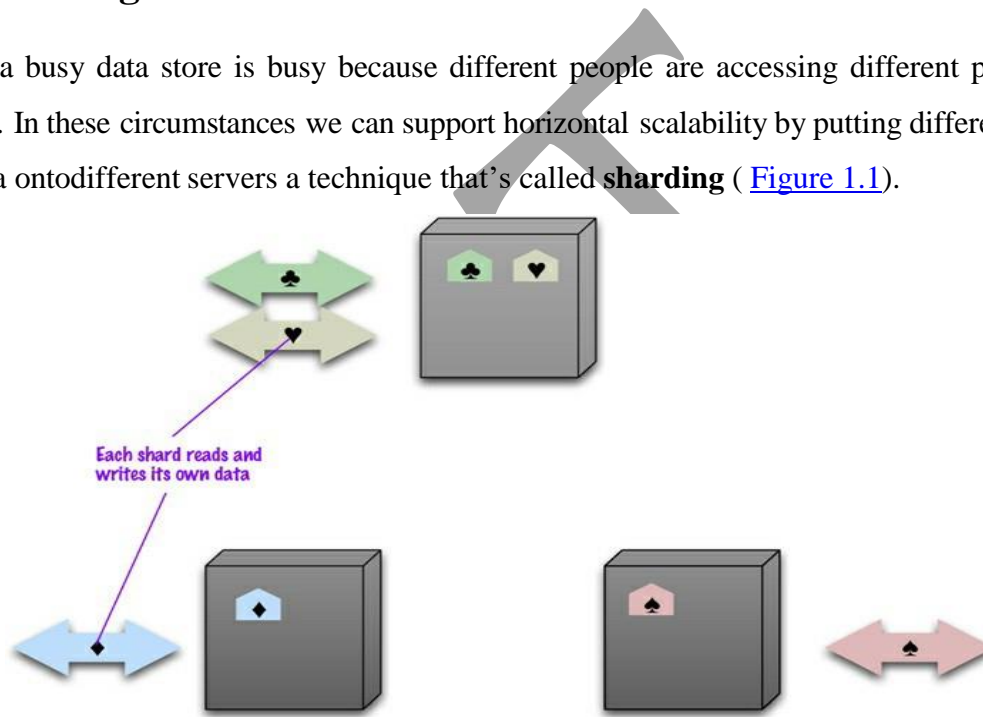 a busy data store is busy because different people are accessing different
. In these circumstances we can support horizontal scalability by putting
a ontodifferent servers a technique that's called sharding ( Figure 1.1).
♣ ♣ ♥
♥
Each shard reads and
writes its own data
♦ ♠
♦ ♠